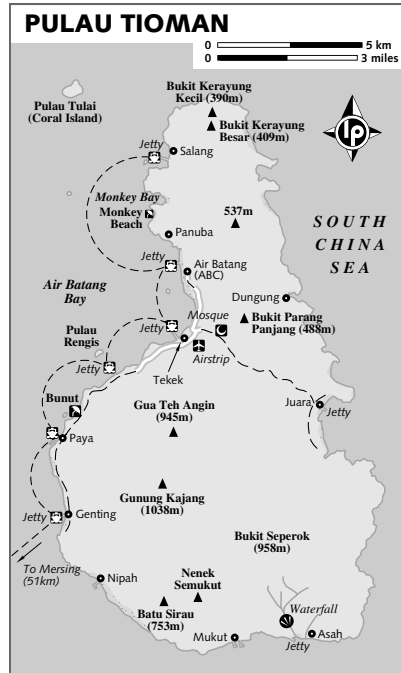 PULAU TIOMAN
0 5 km
0 3 miles
Bukit Kerayung
Kecil (390m)
Pulau Tulai
(Coral Island)
Bukit Kerayung
Besar (409m)
lp
Jetty
Salang
Monkey Bay
Monkey
Beach
537m
SOUTH
CHINA
SEA
Panuba
Jetty
Air Batang
(ABC)
Air Batang
Bay
Dungung
Mosque
Jetty
Bukit Parang
Panjang (488m)
Pulau
Rengis
Airstrip
Jetty
Tekek
Bunut
Gua Teh Angin
(945m)
Juara
Jetty
Paya
Gunung Kajang
(1038m)
Jetty
Genting
Bukit Seperok
(958m)
To Mersing
(51km)
Nipah
Nenek
Semukut
Batu Sirau
(753m)
Waterfall
Mukut
Asah
Jetty